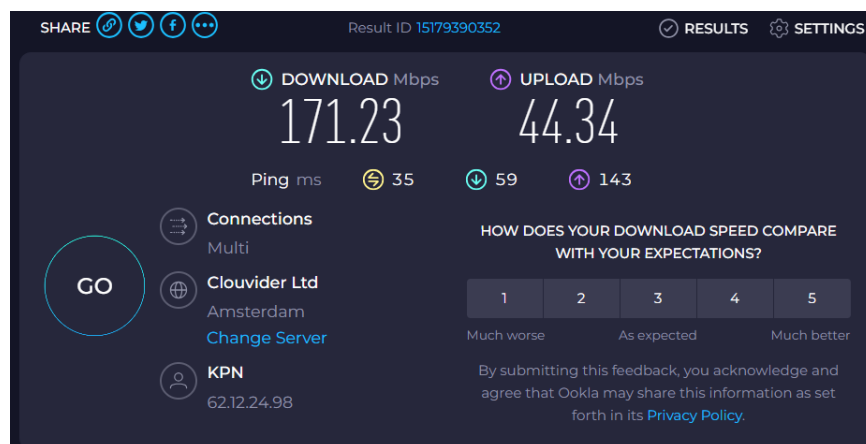 SHARE Result ID 15179390352 RESULTS SETTINGS
DOWNLOAD Mbps UPLOAD Mbps
171.23 44.34
Ping ms 35 59 143
Connections
Multi
Clouvider Ltd
Amsterdam
Change Server
KPN
62.12.24.98
GO
HOW DOES YOUR DOWNLOAD SPEED COMPARE
WITH YOUR EXPECTATIONS?
1 2 3 4 5
Much worse As expected Much better
By submitting this feedback, you acknowledge and
agree that Ookla may share this information as set
forth in its Privacy Policy.